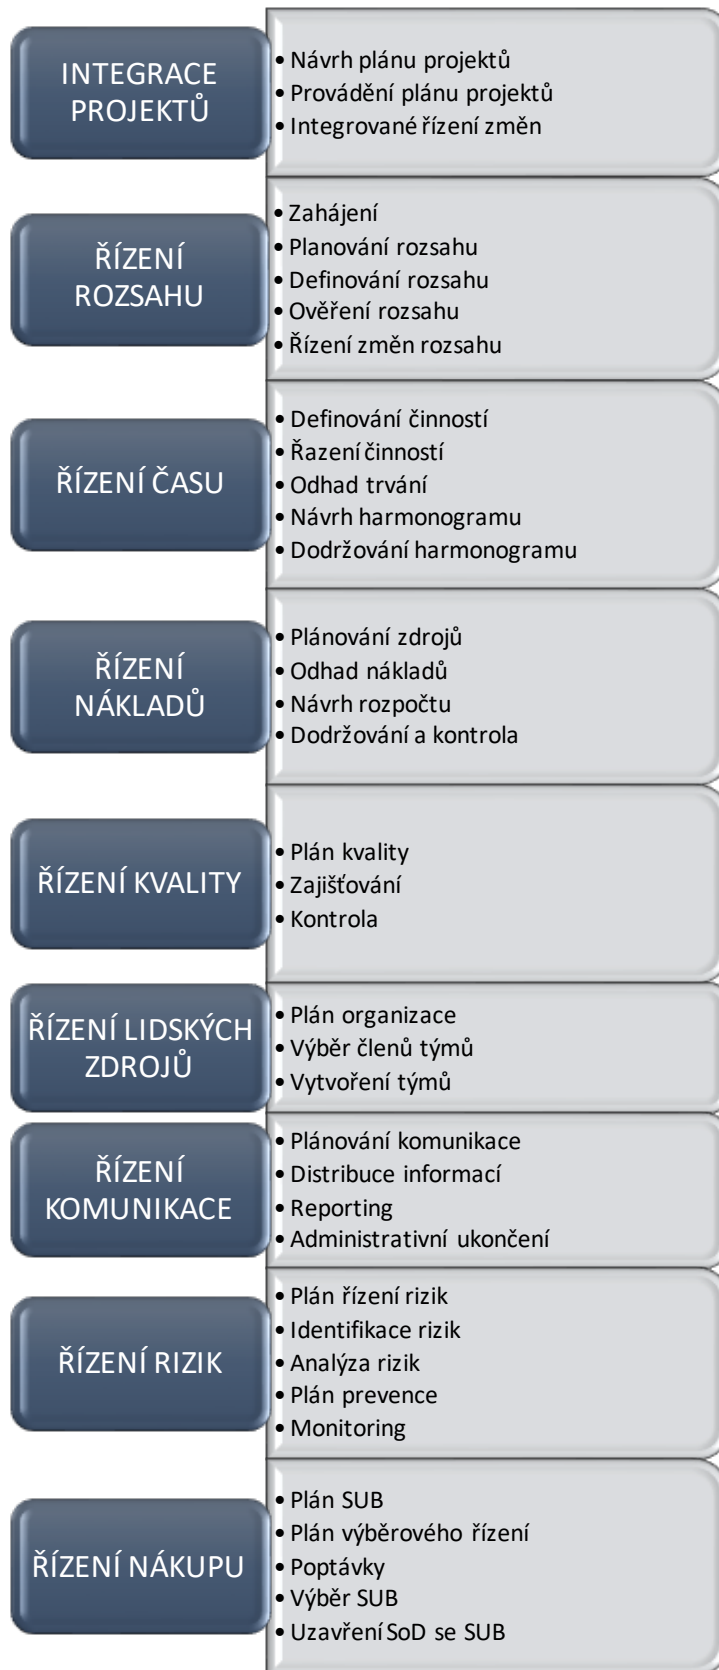 INTEGRACE
PROJEKTŮ
• Návrh plánu projektů
• Provádění plánu projektů
• Integrované řízení změn
ŘÍZENÍ
ROZSAHU
• Zahájení
• Planování rozsahu
• Definování rozsahu
• Ověření rozsahu
• Řízení změn rozsahu
ŘÍZENÍ ČASU
• Definování činností
• Řazení činností
• Odhad trvání
• Návrh harmonogramu
• Dodržování harmonogramu
ŘÍZENÍ
NÁKLADŮ
• Plánování zdrojů
• Odhad nákladů
• Návrh rozpočtu
• Dodržování a kontrola
ŘÍZENÍ KVALITY
• Plán kvality
• Zajišťování
• Kontrola
ŘÍZENÍ LIDSKÝCH
ZDROJŮ
• Plán organizace
• Výběr členů týmů
• Vytvoření týmů
ŘÍZENÍ
KOMUNIKACE
• Plánování komunikace
• Distribuce informací
• Reporting
• Administrativní ukončení
ŘÍZENÍ RIZIK
• Plán řízení rizik
• Identifikace rizik
• Analýza rizik
• Plán prevence
• Monitoring
ŘÍZENÍ NÁKUPU
• Plán SUB
• Plán výběrového řízení
• Poptávky
• Výběr SUB
• Uzavření SoD se SUB